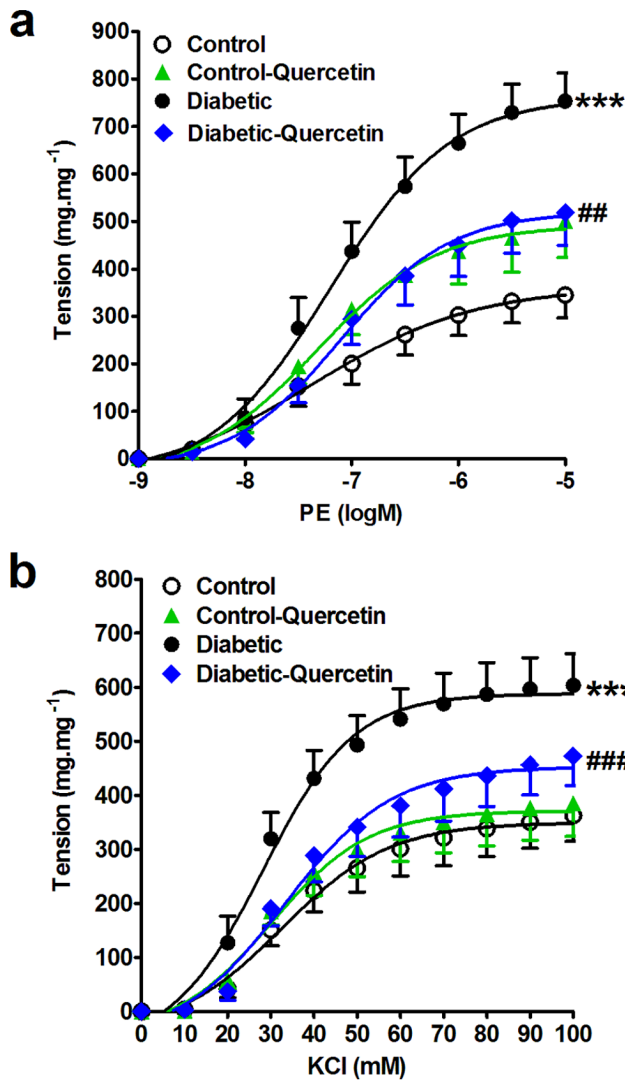 a
900
800
700
600
500
400
300
200
100
0
Tension (mg.mg⁻¹)
Control
Control-Quercetin
Diabetic
Diabetic-Quercetin
***
##
-9 -8 -7 -6 -5
PE (logM)
b
800
700
600
500
400
300
200
100
0
Tension (mg.mg⁻¹)
Control
Control-Quercetin
Diabetic
Diabetic-Quercetin
***
###
0 10 20 30 40 50 60 70 80 90 100
KCl (mM)